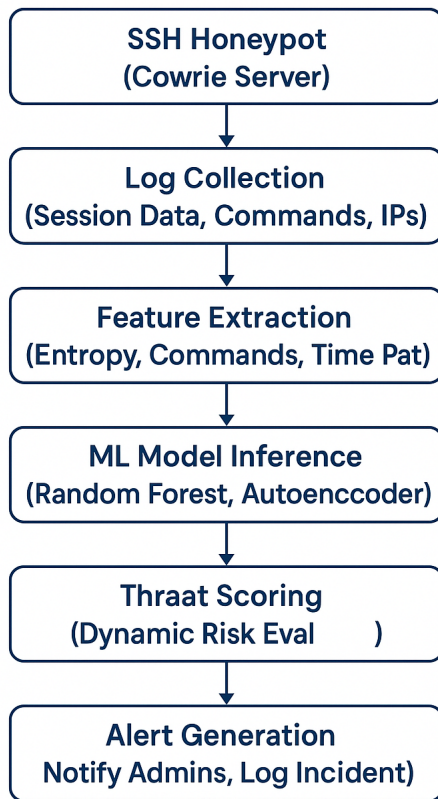 SSH Honeypot
(Cowrie Server)
Log Collection
(Session Data, Commands, IPs)
Feature Extraction
(Entropy, Commands, Time Pat)
ML Model Inference
(Random Forest, Autoenccoder)
Thraat Scoring
(Dynamic Risk Eval )
Alert Generation
Notify Admins, Log Incident)